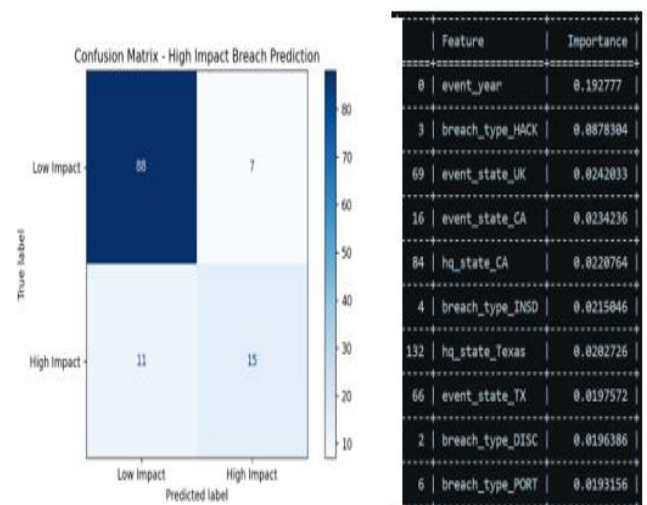 Confusion Matrix - High Impact Breach Prediction
True label
Low Impact
High Impact
88
7
11
15
Low Impact
High Impact
Predicted label
80
70
60
50
40
30
20
10
Feature | Importance
0 | event_year | 0.192777
3 | breach_type_HACK | 0.0878304
69 | event_state_UK | 0.0242033
16 | event_state_CA | 0.0234236
84 | hq_state_CA | 0.0220764
4 | breach_type_INSD | 0.0215046
132 | hq_state_Texas | 0.0202726
66 | event_state_TX | 0.0197572
2 | breach_type_DISC | 0.0196386
6 | breach_type_PORT | 0.0193156